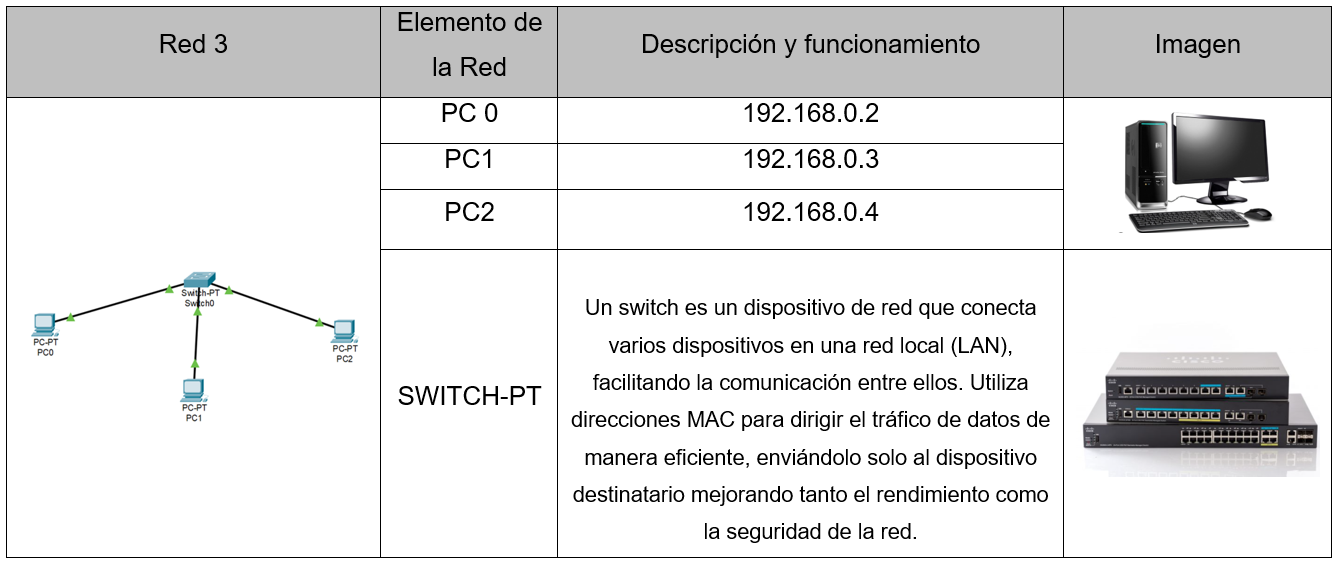 Red 3
Elemento de
la Red
Descripción y funcionamiento
Imagen
PC 0
192.168.0.2
PC1
192.168.0.3
PC2
192.168.0.4
Switch-PT
Switch0
PC-PT
PC0
PC-PT
PC2
PC-PT
PC1
SWITCH-PT
Un switch es un dispositivo de red que conecta
varios dispositivos en una red local (LAN),
facilitando la comunicación entre ellos. Utiliza
direcciones MAC para dirigir el tráfico de datos de
manera eficiente, enviándolo solo al dispositivo
destinatario mejorando tanto el rendimiento como
la seguridad de la red.